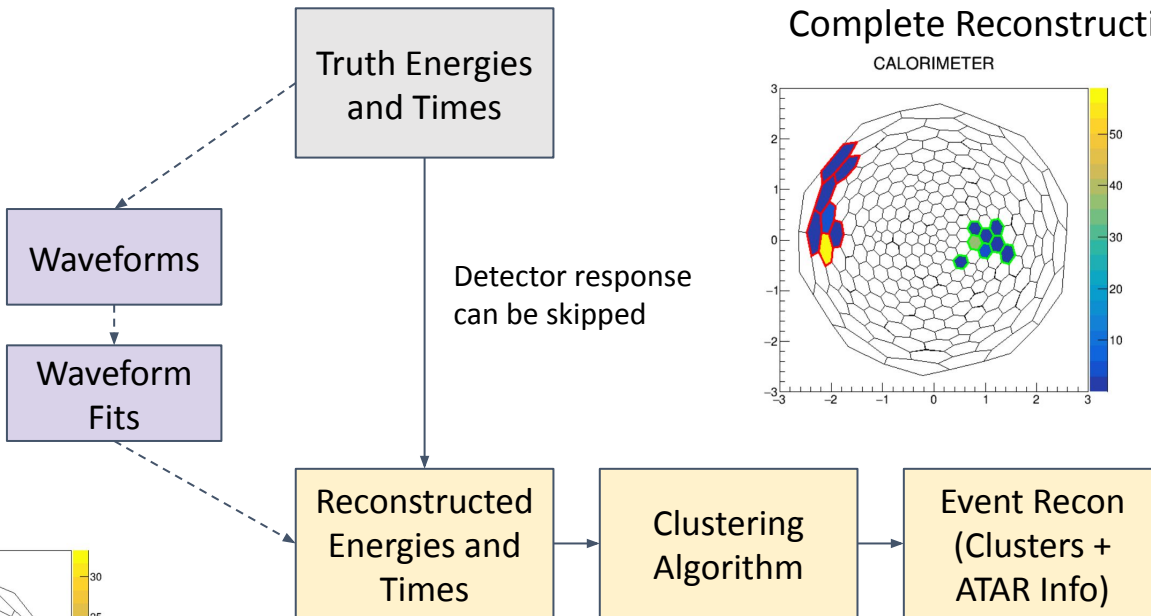 Complete Reconstructi
CALORIMETER
Truth Energies
and Times
Waveforms
Detector response
can be skipped
Waveform
Fits
Reconstructed
Energies and
Times
Clustering
Algorithm
Event Recon
(Clusters +
ATAR Info)
3
2
1
0
−1
−2
−3
−3
−2
−1
0
1
2
3
50
40
30
20
10
30